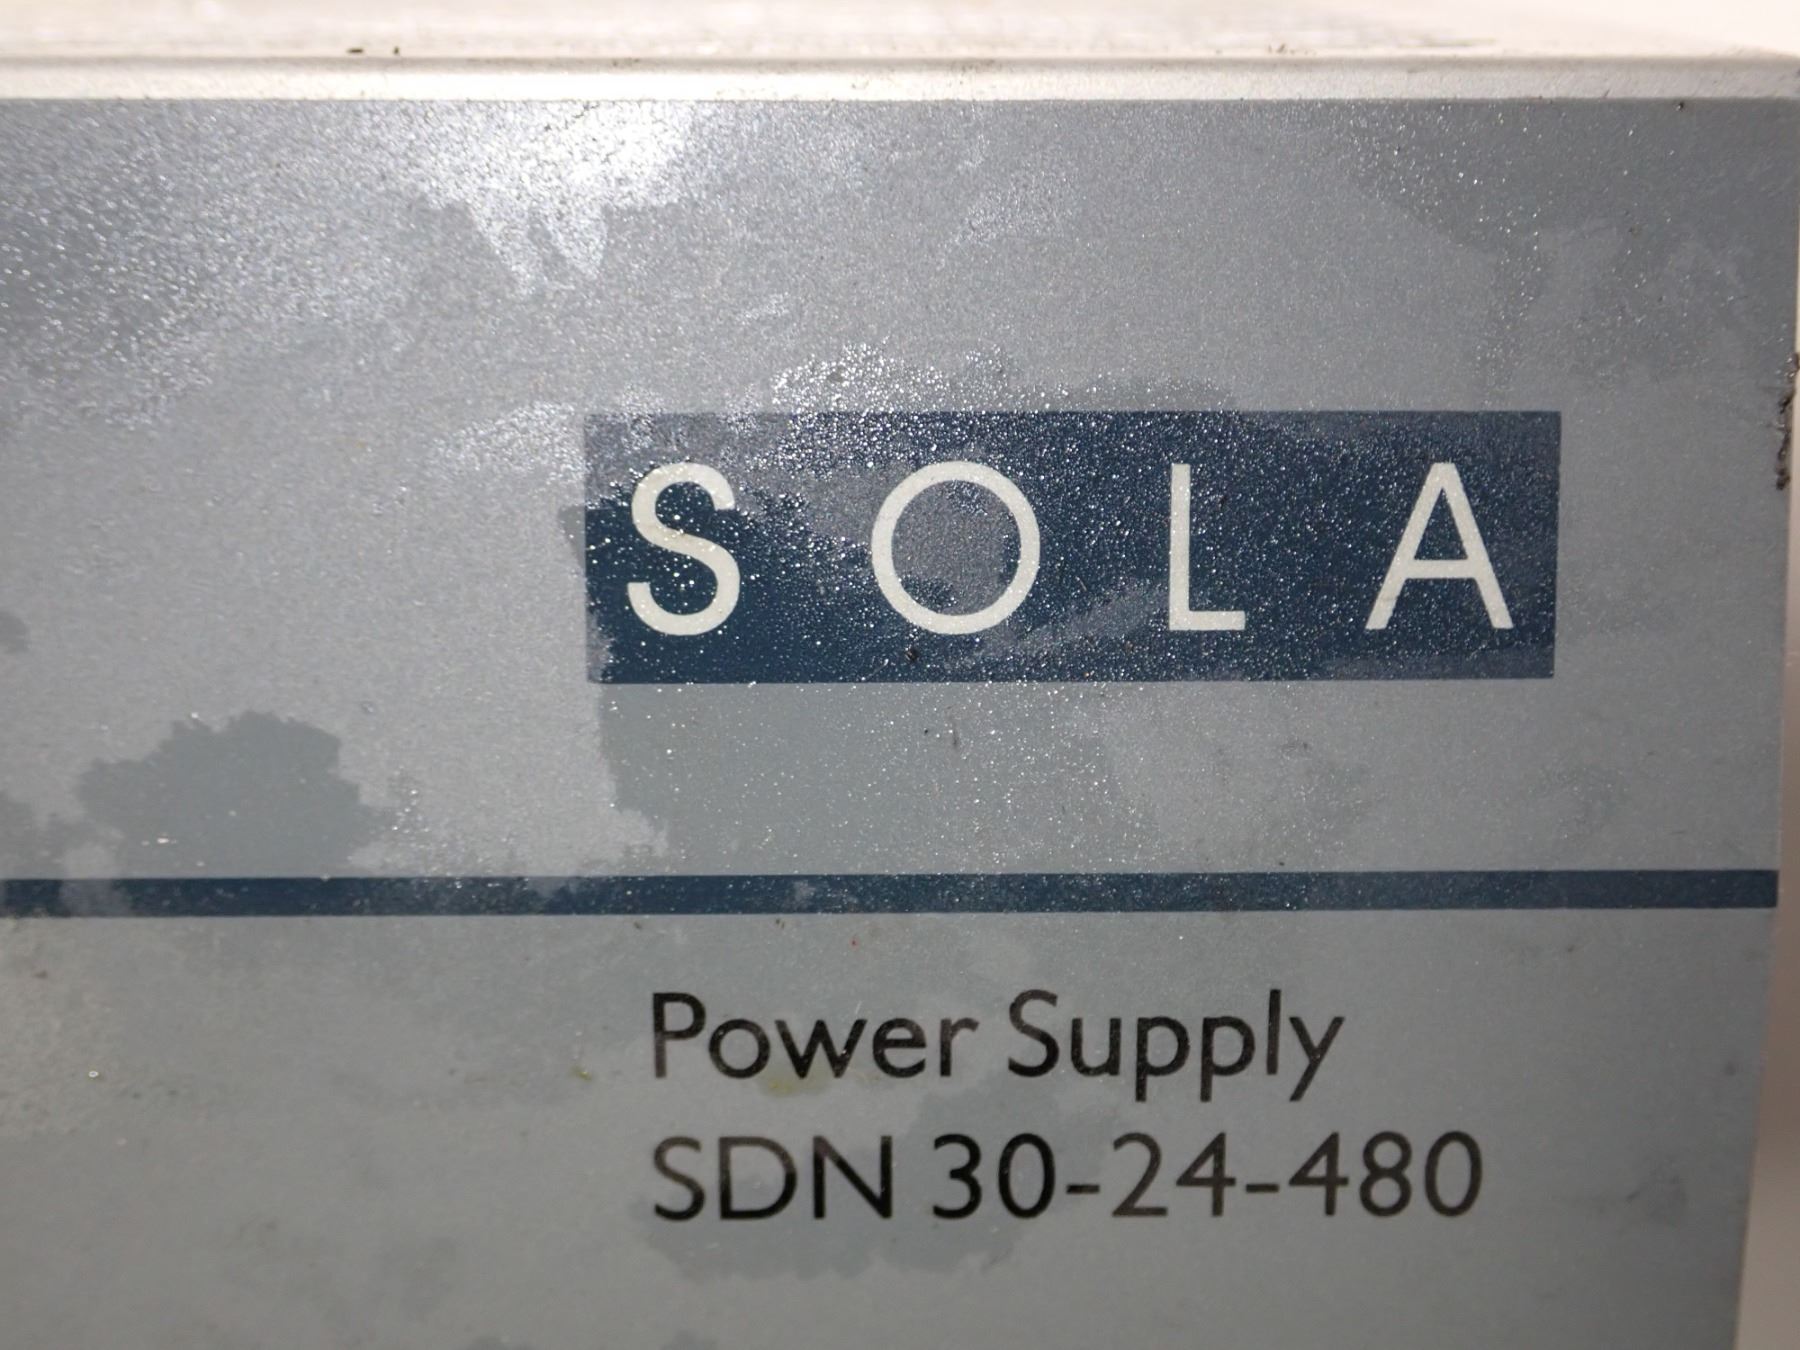 SOLA
Power Supply
SDN 30-24-480